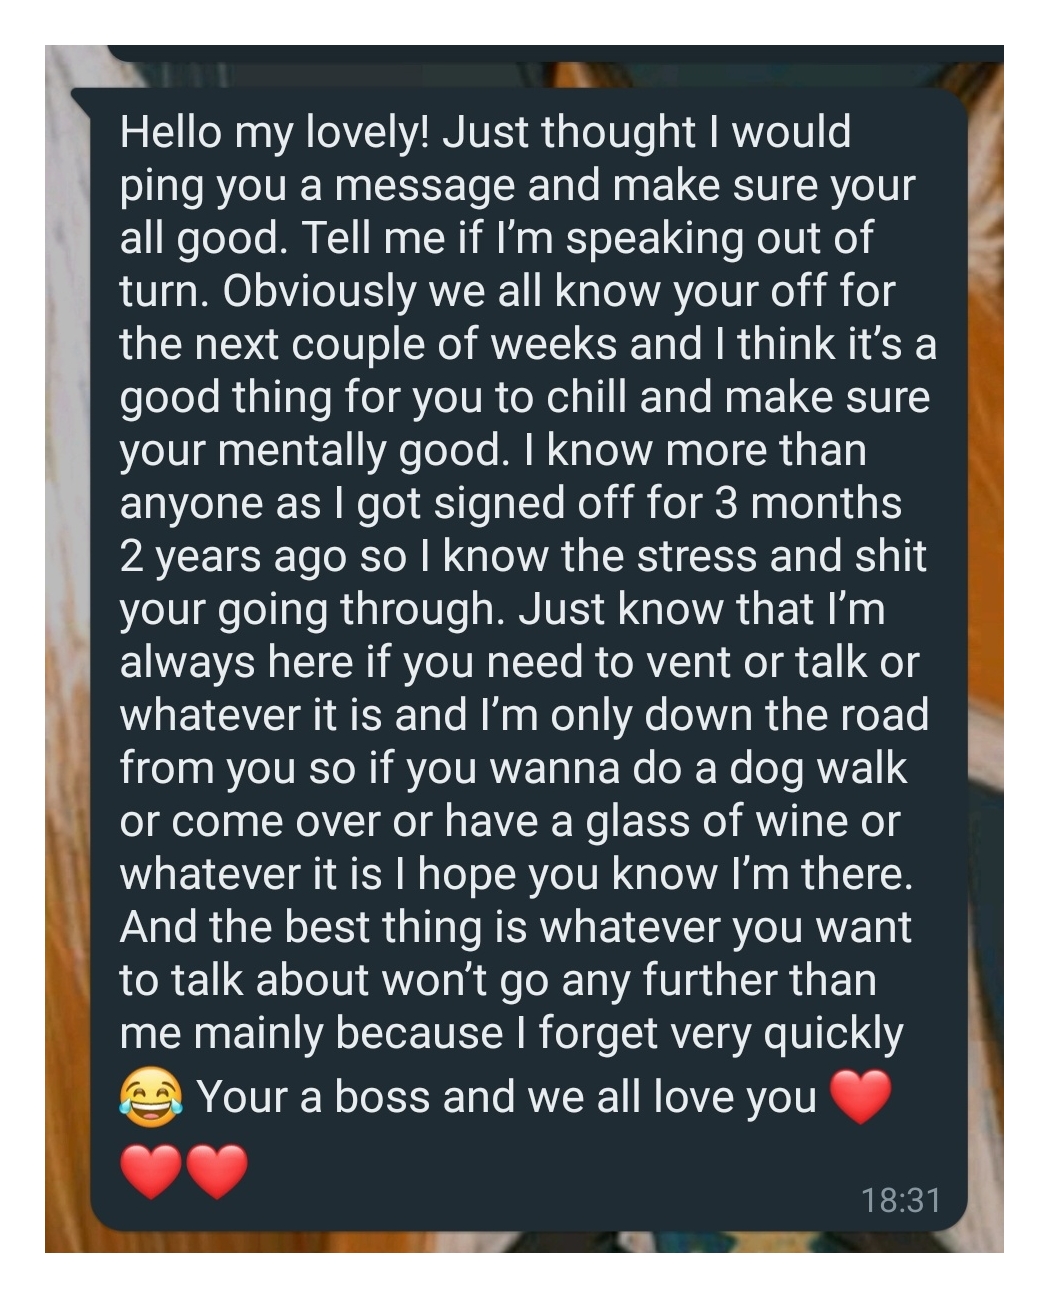 Hello my lovely! Just thought I would
ping you a message and make sure your
all good. Tell me if I’m speaking out of
turn. Obviously we all know your off for
the next couple of weeks and I think it’s a
good thing for you to chill and make sure
your mentally good. I know more than
anyone as I got signed off for 3 months
2 years ago so I know the stress and shit
your going through. Just know that I’m
always here if you need to vent or talk or
whatever it is and I’m only down the road
from you so if you wanna do a dog walk
or come over or have a glass of wine or
whatever it is I hope you know I’m there.
And the best thing is whatever you want
to talk about won’t go any further than
me mainly because I forget very quickly
😂 Your a boss and we all love you ❤️
❤️❤️
18:31